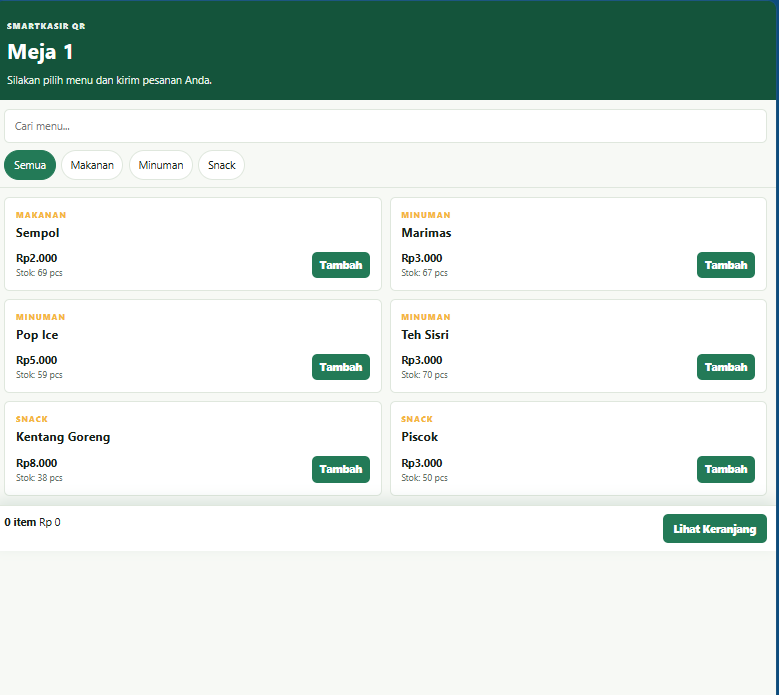 SMARTKASIR QR
Meja 1
Silakan pilih menu dan kirim pesanan Anda.
Cari menu...
Semua Makanan Minuman Snack
MAKANAN
Sempol
Rp2.000
Stok: 69 pcs
Tambah
MINUMAN
Marimas
Rp3.000
Stok: 67 pcs
Tambah
MINUMAN
Pop Ice
Rp5.000
Stok: 59 pcs
Tambah
MINUMAN
Teh Sisri
Rp3.000
Stok: 70 pcs
Tambah
SNACK
Kentang Goreng
Rp8.000
Stok: 38 pcs
Tambah
SNACK
Piscok
Rp3.000
Stok: 50 pcs
Tambah
0 item Rp 0
Lihat Keranjang